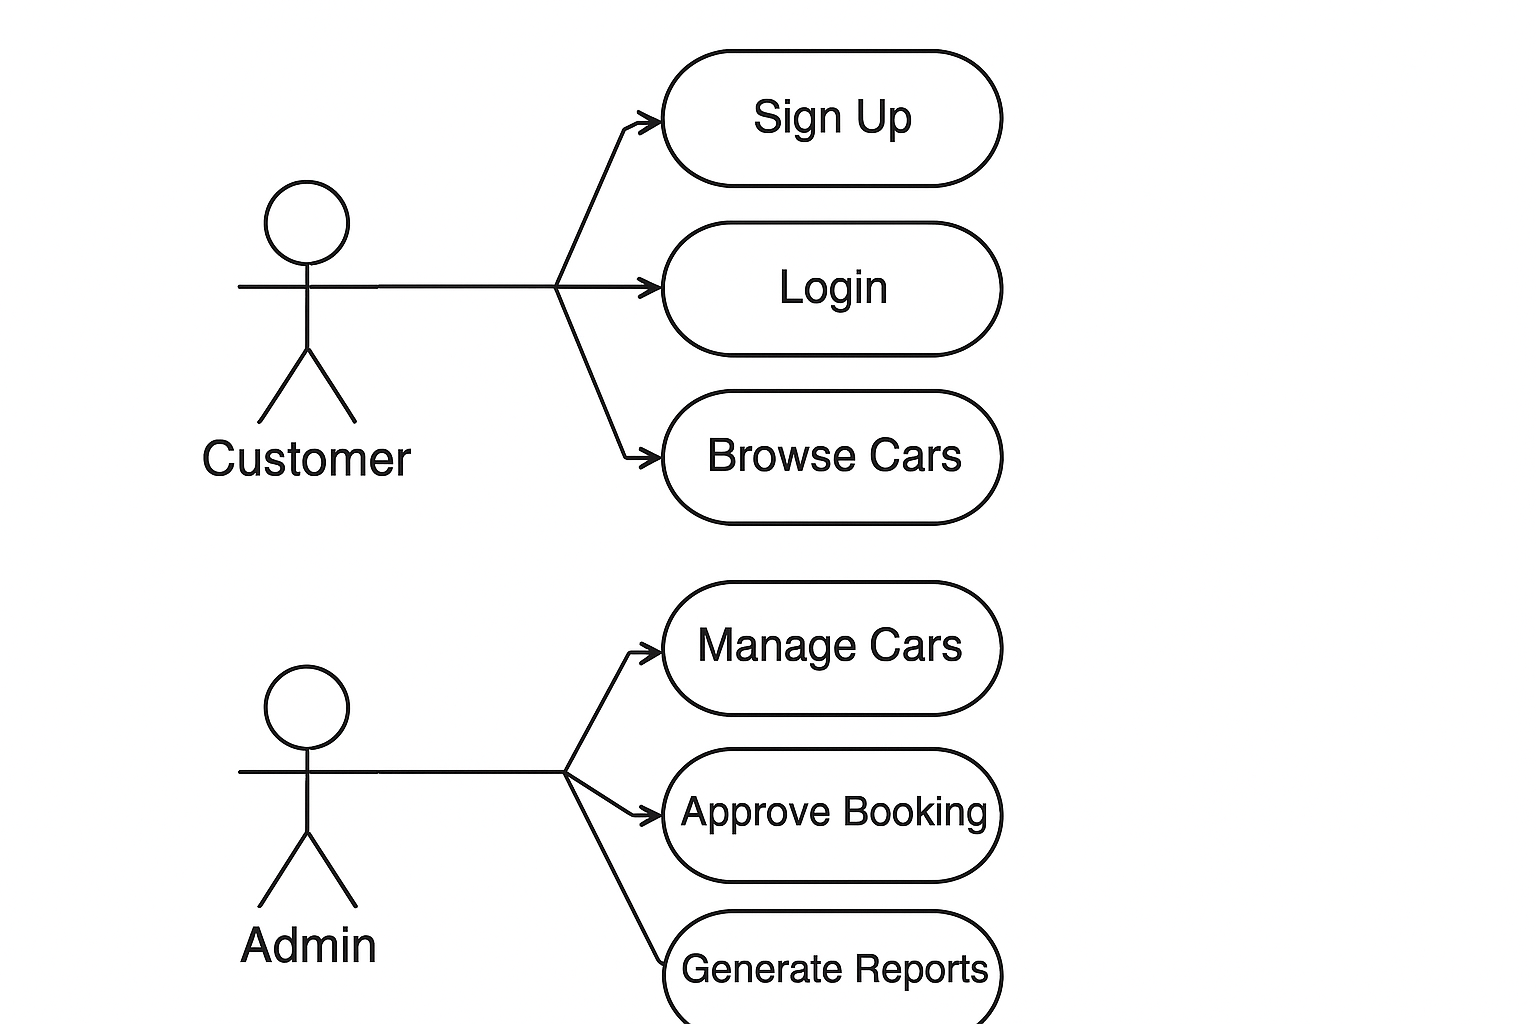 Sign Up
Login
Browse Cars
Customer
Manage Cars
Approve Booking
Generate Reports
Admin